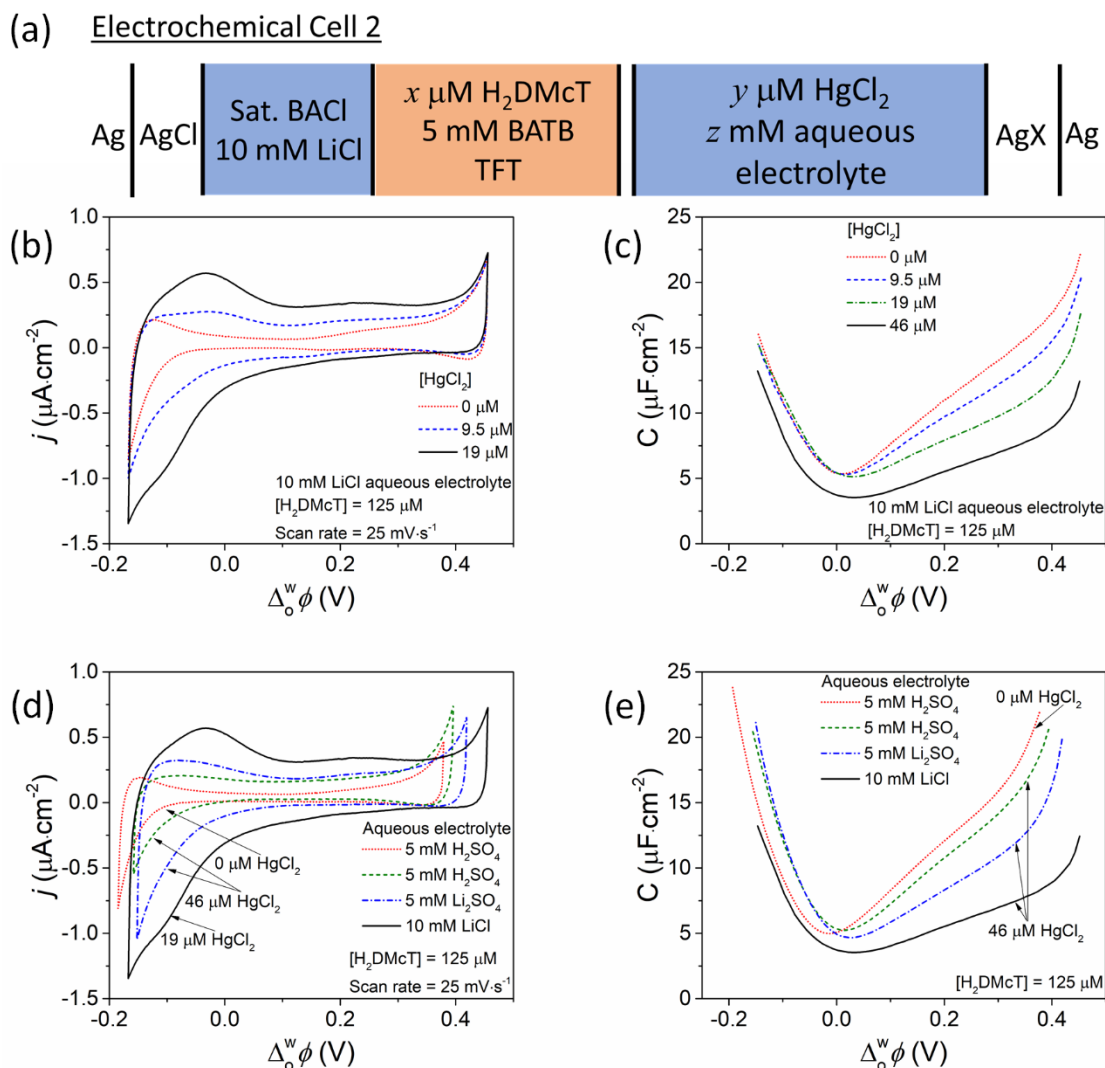 (a) Electrochemical Cell 2
Ag
AgCl
Sat. BACl
10 mM LiCl
x μM H₂DMcT
5 mM BATB
TFT
y μM HgCl₂
z mM aqueous
electrolyte
AgX
Ag
(b)
1.0
0.5
0.0
-0.5
-1.0
-1.5
j (μA·cm⁻²)
[HgCl₂]
0 μM
9.5 μM
19 μM
10 mM LiCl aqueous electrolyte
[H₂DMcT] = 125 μM
Scan rate = 25 mV·s⁻¹
-0.2 0.0 0.2 0.4
Δₒʷϕ (V)
(c)
25
20
15
10
5
0
C (μF·cm⁻²)
[HgCl₂]
0 μM
9.5 μM
19 μM
46 μM
10 mM LiCl aqueous electrolyte
[H₂DMcT] = 125 μM
-0.2 0.0 0.2 0.4
Δₒʷϕ (V)
(d)
1.0
0.5
0.0
-0.5
-1.0
-1.5
j (μA·cm⁻²)
0 μM HgCl₂
46 μM HgCl₂
19 μM HgCl₂
Aqueous electrolyte
5 mM H₂SO₄
5 mM H₂SO₄
5 mM Li₂SO₄
10 mM LiCl
[H₂DMcT] = 125 μM
Scan rate = 25 mV·s⁻¹
-0.2 0.0 0.2 0.4
Δₒʷϕ (V)
(e)
25
20
15
10
5
0
C (μF·cm⁻²)
Aqueous electrolyte
5 mM H₂SO₄
5 mM H₂SO₄
5 mM Li₂SO₄
10 mM LiCl
0 μM HgCl₂
46 μM HgCl₂
[H₂DMcT] = 125 μM
-0.2 0.0 0.2 0.4
Δₒʷϕ (V)